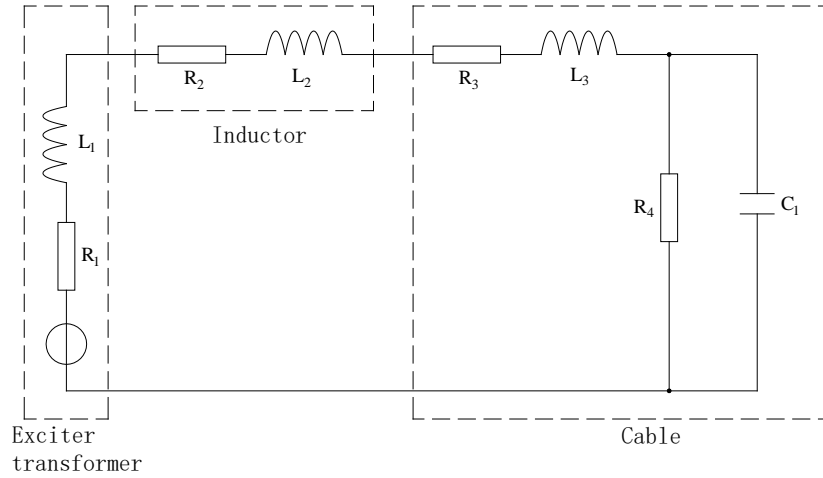 R₂
L₂
Inductor
R₃
L₃
R₄
C₁
Cable
L₁
R₁
Exciter
transformer